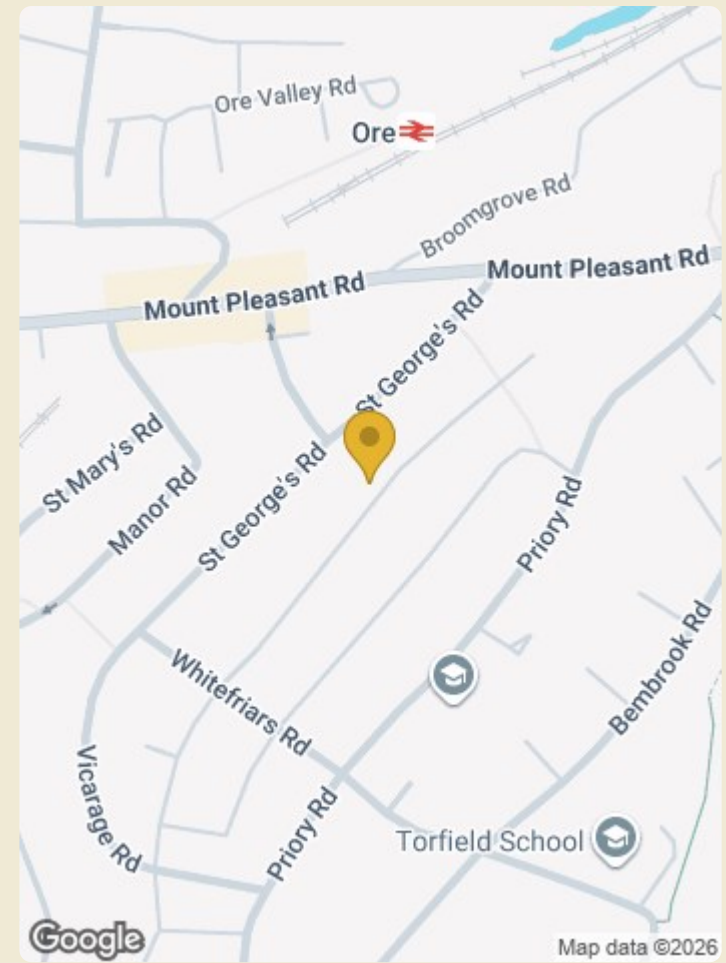 Ore Valley Rd
Ore
Broomgrove Rd
Mount Pleasant Rd
Mount Pleasant Rd
St George's Rd
St Mary's Rd
Manor Rd
St George's Rd
Priory Rd
Bembrook Rd
Whitefriars Rd
Vicarage Rd
Priory Rd
Torfield School
Google
Map data ©2026